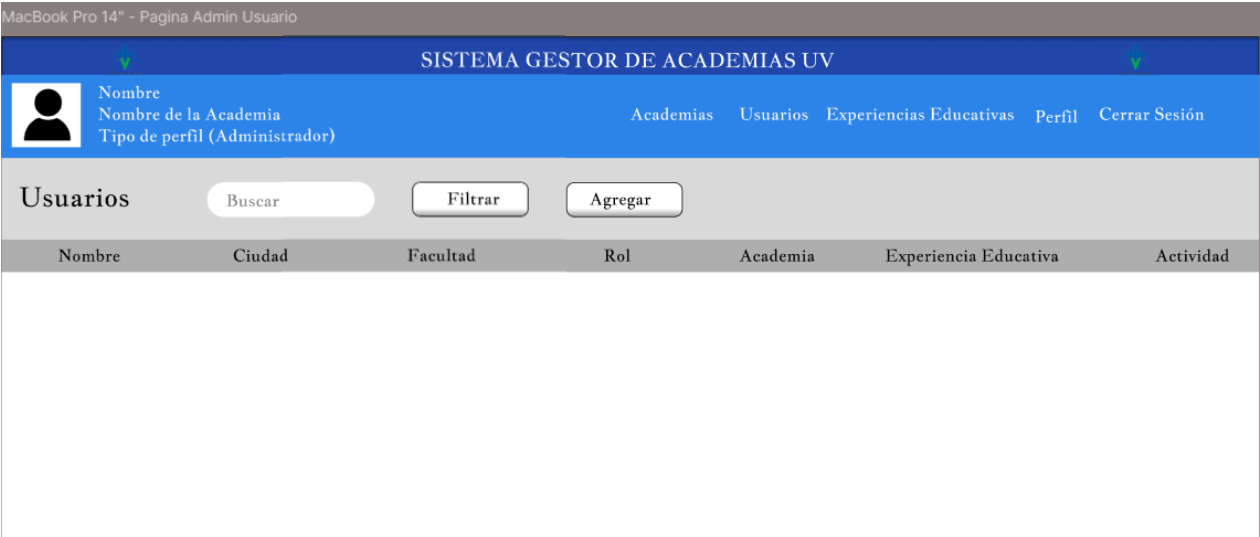 MacBook Pro 14" - Pagina Admin Usuario
SISTEMA GESTOR DE ACADEMIAS UV
Nombre
Nombre de la Academia
Tipo de perfil (Administrador)
Academias Usuarios Experiencias Educativas Perfil Cerrar Sesión
Usuarios Buscar Filtrar Agregar
Nombre Ciudad Facultad Rol Academia Experiencia Educativa Actividad